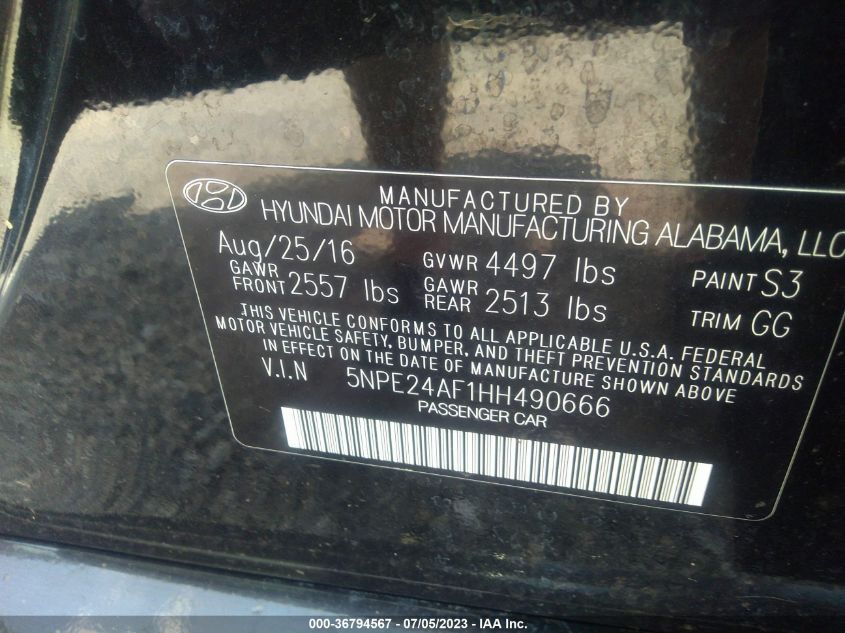 MANUFACTURED BY
HYUNDAI MOTOR MANUFACTURING ALABAMA, LLC
Aug/25/16 GVWR 4497 lbs PAINT S3
GAWR FRONT 2557 lbs GAWR REAR 2513 lbs TRIM GG
THIS VEHICLE CONFORMS TO ALL APPLICABLE U.S.A. FEDERAL
MOTOR VEHICLE SAFETY, BUMPER, AND THEFT PREVENTION STANDARDS
IN EFFECT ON THE DATE OF MANUFACTURE SHOWN ABOVE
V.I.N 5NPE24AF1HH490666
PASSENGER CAR
000-36794567 - 07/05/2023 - IAA Inc.